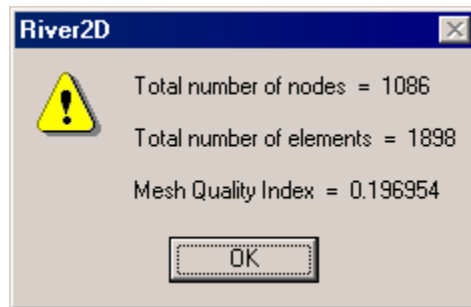 River2D
Total number of nodes = 1086
Total number of elements = 1898
Mesh Quality Index = 0.196954
OK